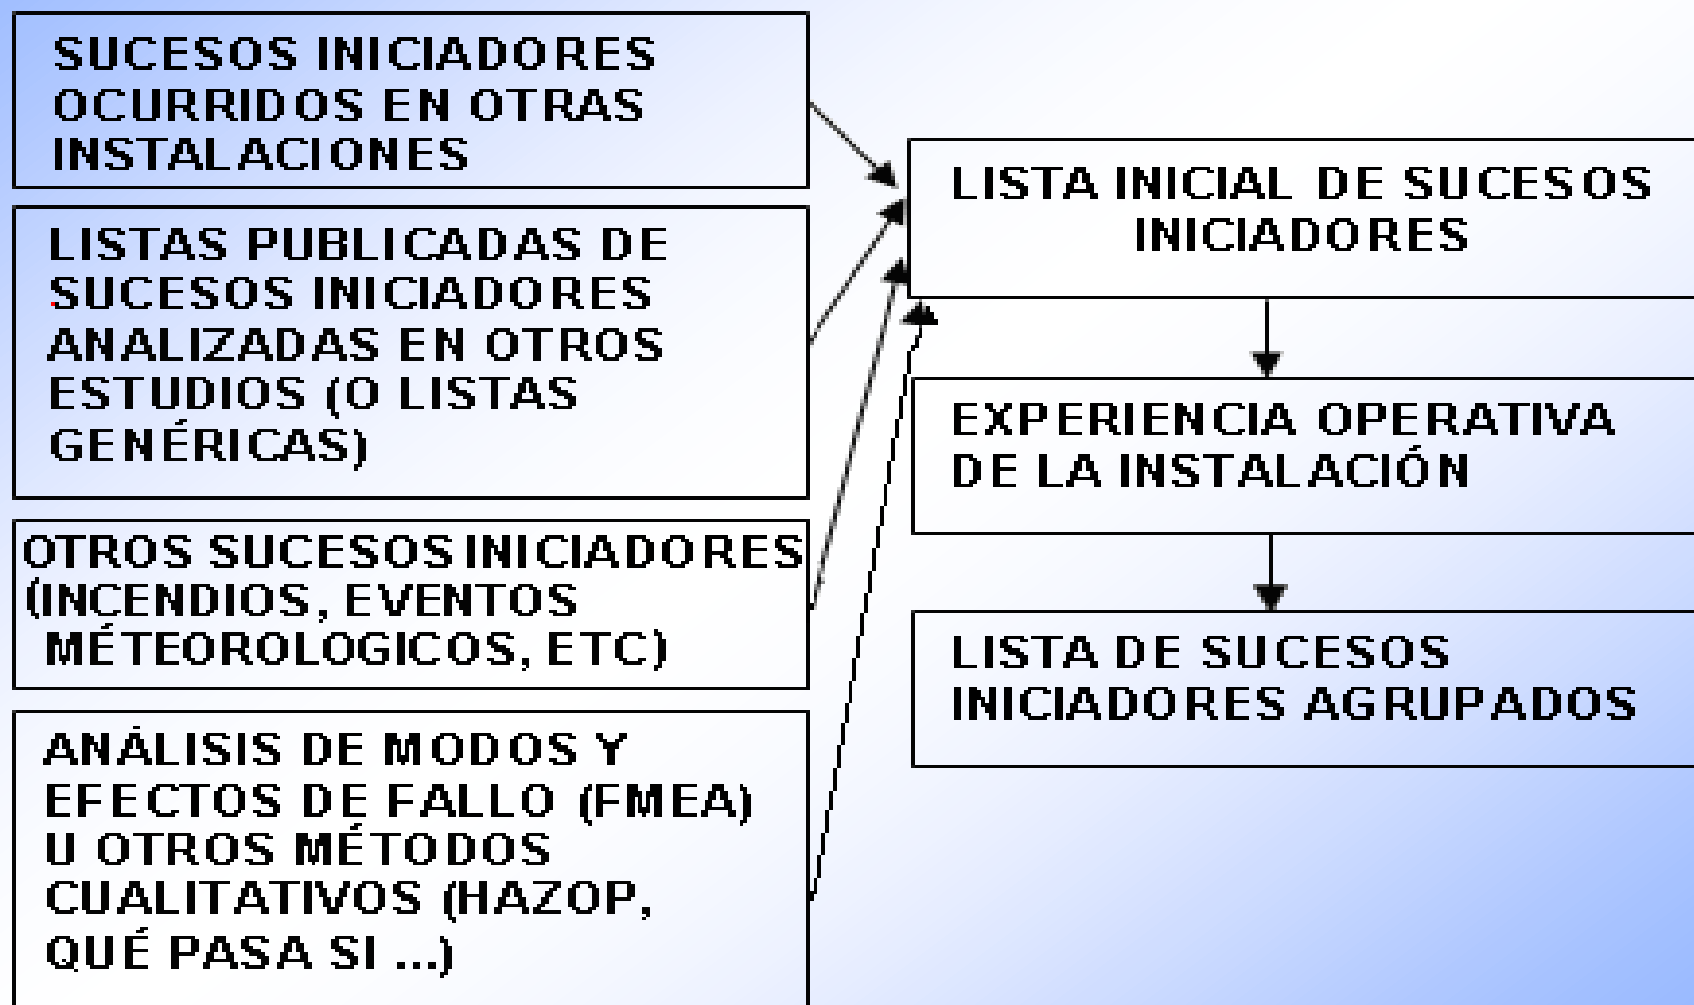 SUCESOS INICIADORES
OCURRIDOS EN OTRAS
INSTALACIONES
LISTAS PUBLICADAS DE
SUCESOS INICIADORES
ANALIZADAS EN OTROS
ESTUDIOS (O LISTAS
GENÉRICAS)
OTROS SUCESOS INICIADORES
(INCENDIOS, EVENTOS
MÉTEOROLOGICOS, ETC)
ANÁLISIS DE MODOS Y
EFECTOS DE FALLO (FMEA)
U OTROS MÉTODOS
CUALITATIVOS (HAZOP,
QUÉ PASA SI ...)
LISTA INICIAL DE SUCESOS
INICIADORES
EXPERIENCIA OPERATIVA
DE LA INSTALACIÓN
LISTA DE SUCESOS
INICIADORES AGRUPADOS